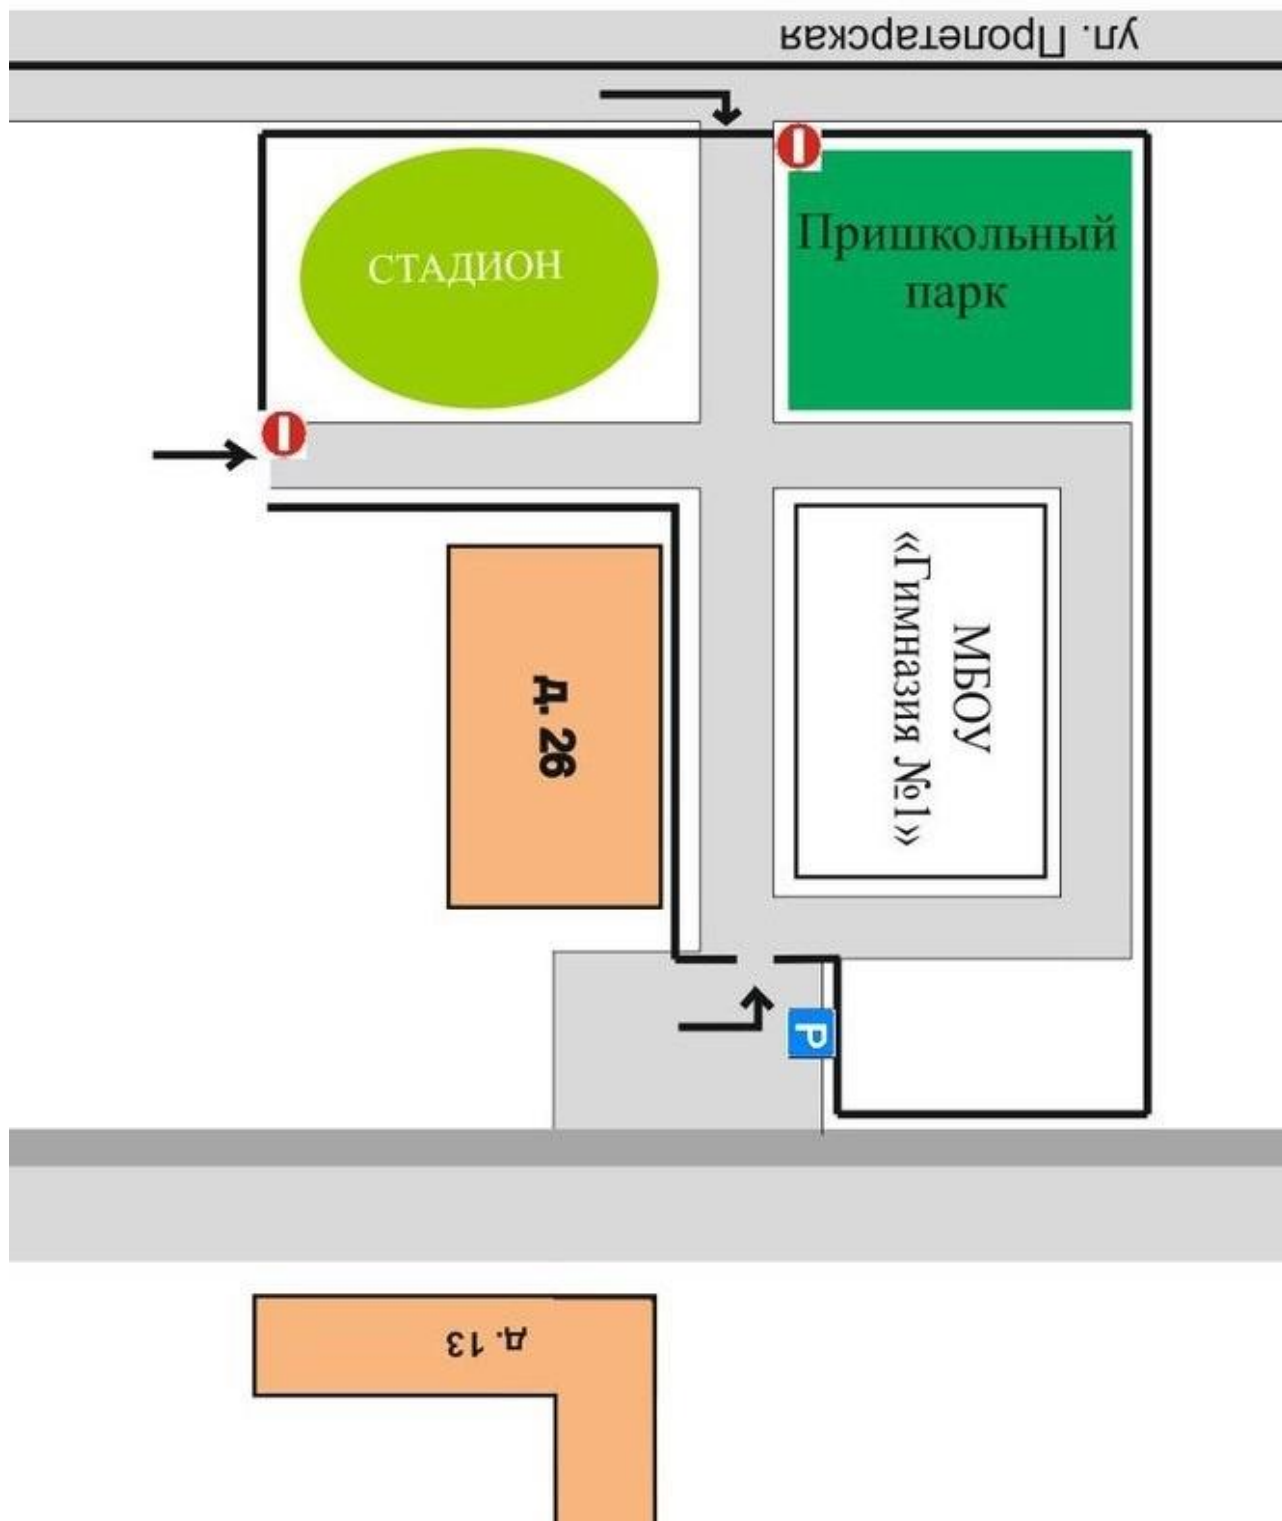 ул. Пролетарская
СТАДИОН
Пришкольный
парк
МБОУ
«Гимназия №1»
д. 26
P
д. 13